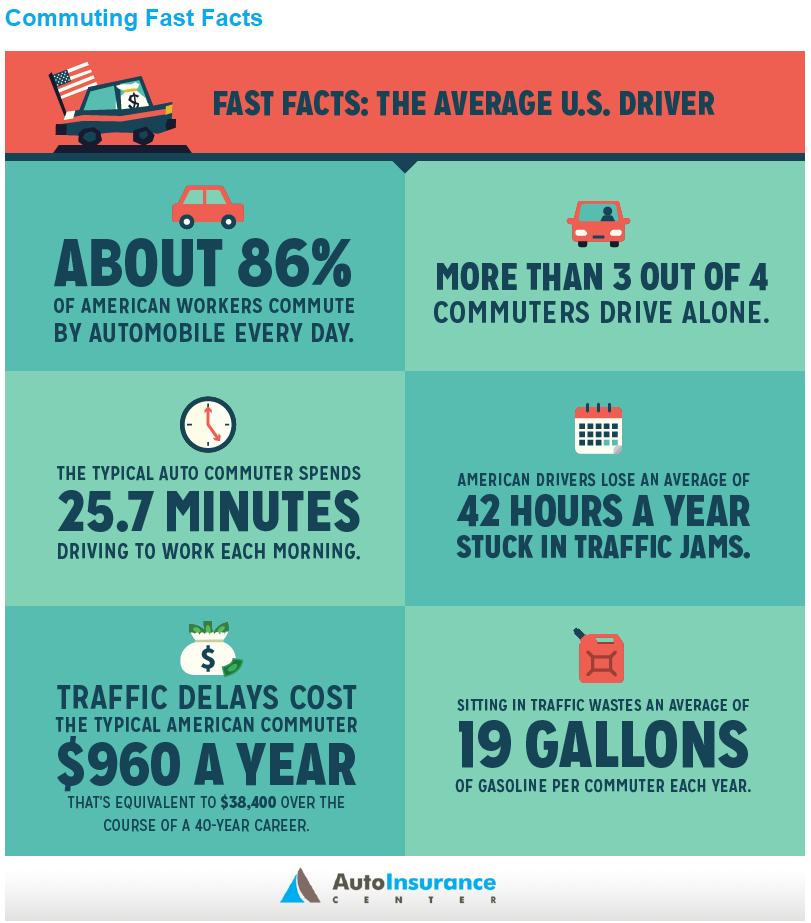 Commuting Fast Facts
FAST FACTS: THE AVERAGE U.S. DRIVER
$
ABOUT 86%
OF AMERICAN WORKERS COMMUTE
BY AUTOMOBILE EVERY DAY.
MORE THAN 3 OUT OF 4
COMMUTERS DRIVE ALONE.
THE TYPICAL AUTO COMMUTER SPENDS
25.7 MINUTES
DRIVING TO WORK EACH MORNING.
AMERICAN DRIVERS LOSE AN AVERAGE OF
42 HOURS A YEAR
STUCK IN TRAFFIC JAMS.
$
TRAFFIC DELAYS COST
THE TYPICAL AMERICAN COMMUTER
$960 A YEAR
THAT'S EQUIVALENT TO $38,400 OVER THE
COURSE OF A 40-YEAR CAREER.
SITTING IN TRAFFIC WASTES AN AVERAGE OF
19 GALLONS
OF GASOLINE PER COMMUTER EACH YEAR.
AutoInsurance
CENTER